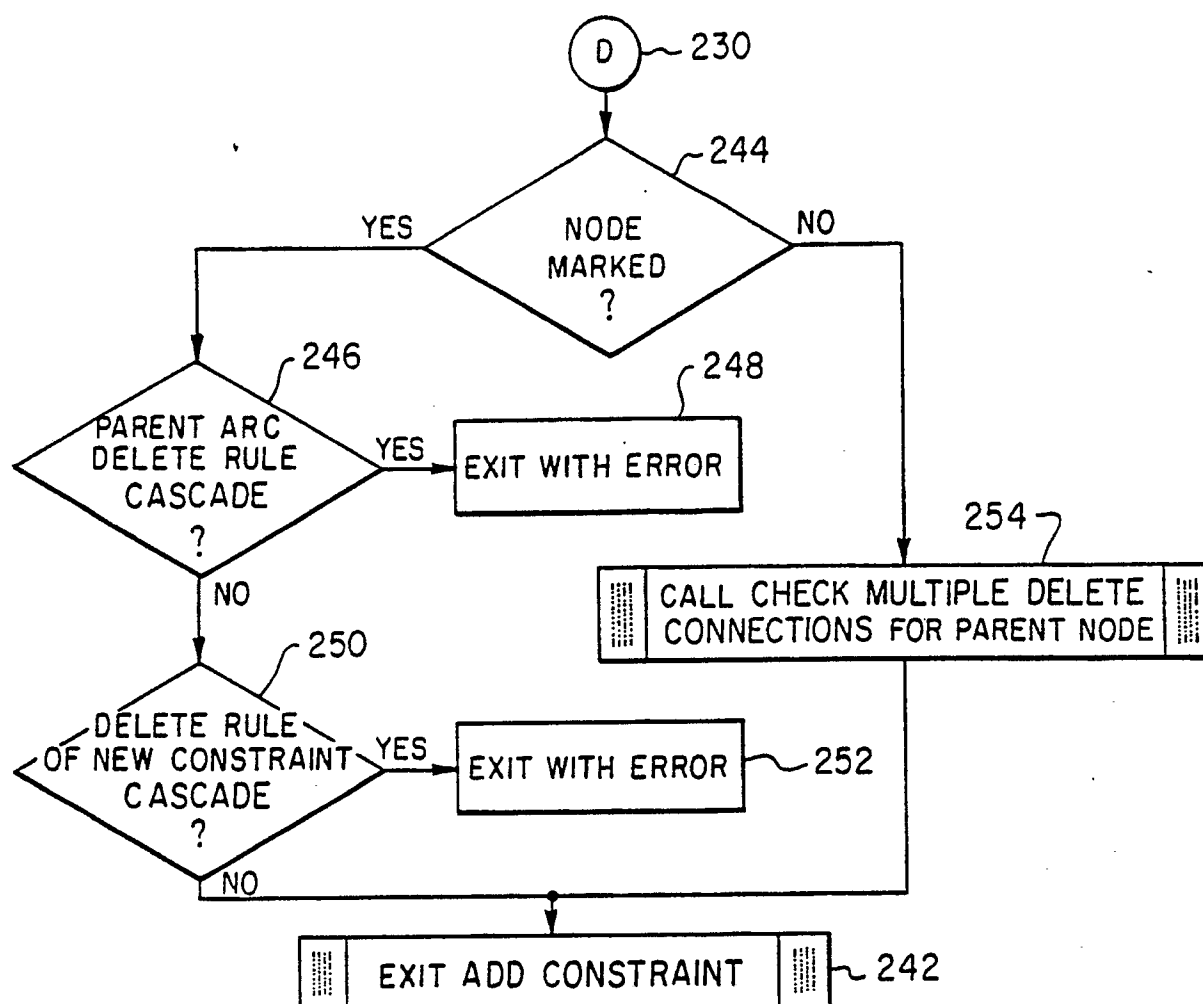 D
230
244
NODE
MARKED
?
YES
NO
246
PARENT ARC
DELETE RULE
CASCADE
?
YES
NO
248
EXIT WITH ERROR
254
CALL CHECK MULTIPLE DELETE
CONNECTIONS FOR PARENT NODE
250
DELETE RULE
OF NEW CONSTRAINT
CASCADE
?
YES
NO
EXIT WITH ERROR
252
EXIT ADD CONSTRAINT
242